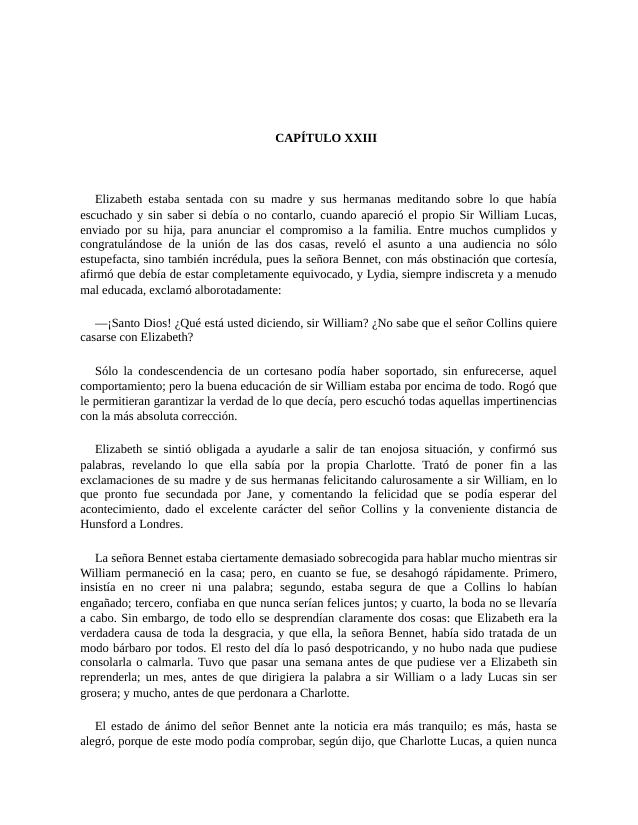 CAPÍTULO XXIII
Elizabeth estaba sentada con su madre y sus hermanas meditando sobre lo que había
escuchado y sin saber si debía o no contarlo, cuando apareció el propio Sir William Lucas,
enviado por su hija, para anunciar el compromiso a la familia. Entre muchos cumplidos y
congratulándose de la unión de las dos casas, reveló el asunto a una audiencia no sólo
estupefacta, sino también incrédula, pues la señora Bennet, con más obstinación que cortesía,
afirmó que debía de estar completamente equivocado, y Lydia, siempre indiscreta y a menudo
mal educada, exclamó alborotadamente:
—¡Santo Dios! ¿Qué está usted diciendo, sir William? ¿No sabe que el señor Collins quiere
casarse con Elizabeth?
Sólo la condescendencia de un cortesano podía haber soportado, sin enfurecerse, aquel
comportamiento; pero la buena educación de sir William estaba por encima de todo. Rogó que
le permitieran garantizar la verdad de lo que decía, pero escuchó todas aquellas impertinencias
con la más absoluta corrección.
Elizabeth se sintió obligada a ayudarle a salir de tan enojosa situación, y confirmó sus
palabras, revelando lo que ella sabía por la propia Charlotte. Trató de poner fin a las
exclamaciones de su madre y de sus hermanas felicitando calurosamente a sir William, en lo
que pronto fue secundada por Jane, y comentando la felicidad que se podía esperar del
acontecimiento, dado el excelente carácter del señor Collins y la conveniente distancia de
Hunsford a Londres.
La señora Bennet estaba ciertamente demasiado sobrecogida para hablar mucho mientras sir
William permaneció en la casa; pero, en cuanto se fue, se desahogó rápidamente. Primero,
insistía en no creer ni una palabra; segundo, estaba segura de que a Collins lo habían
engañado; tercero, confiaba en que nunca serían felices juntos; y cuarto, la boda no se llevaría
a cabo. Sin embargo, de todo ello se desprendían claramente dos cosas: que Elizabeth era la
verdadera causa de toda la desgracia, y que ella, la señora Bennet, había sido tratada de un
modo bárbaro por todos. El resto del día lo pasó despotricando, y no hubo nada que pudiese
consolarla o calmarla. Tuvo que pasar una semana antes de que pudiese ver a Elizabeth sin
reprenderla; un mes, antes de que dirigiera la palabra a sir William o a lady Lucas sin ser
grosera; y mucho, antes de que perdonara a Charlotte.
El estado de ánimo del señor Bennet ante la noticia era más tranquilo; es más, hasta se
alegró, porque de este modo podía comprobar, según dijo, que Charlotte Lucas, a quien nunca